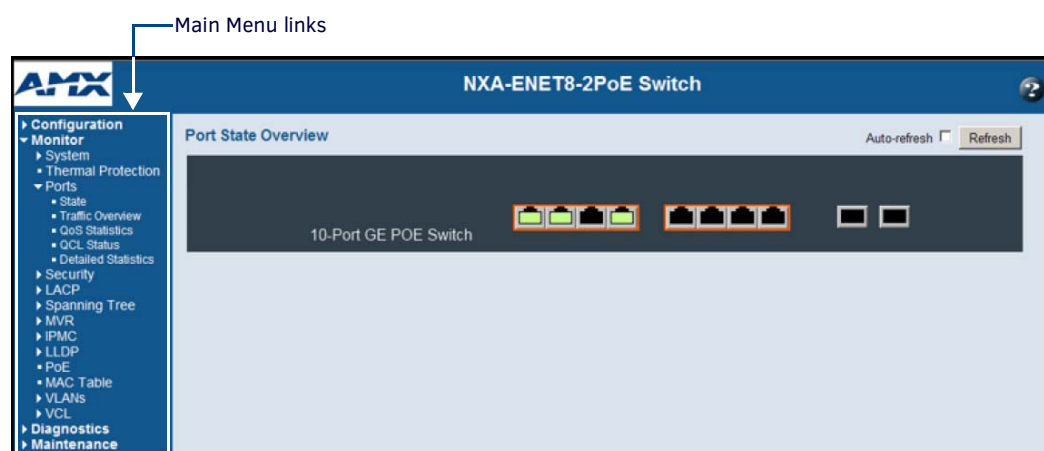 Main Menu links
AMX
NXA-ENET8-2PoE Switch
?
Configuration
Monitor
System
Thermal Protection
Ports
State
Traffic Overview
QoS Statistics
QCL Status
Detailed Statistics
Security
LACP
Spanning Tree
MVR
IPMC
LLDP
PoE
MAC Table
VLANs
VCL
Diagnostics
Maintenance
Port State Overview
Auto-refresh
Refresh
10-Port GE POE Switch